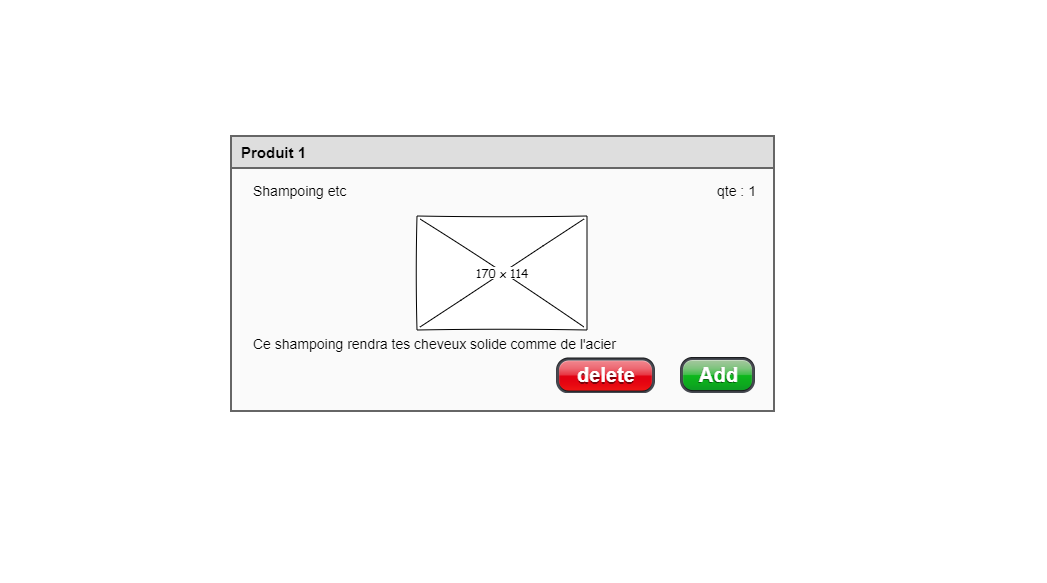 Produit 1
Shampoing etc
qte : 1
170 x 114
Ce shampoing rendra tes cheveux solide comme de l'acier
delete
Add